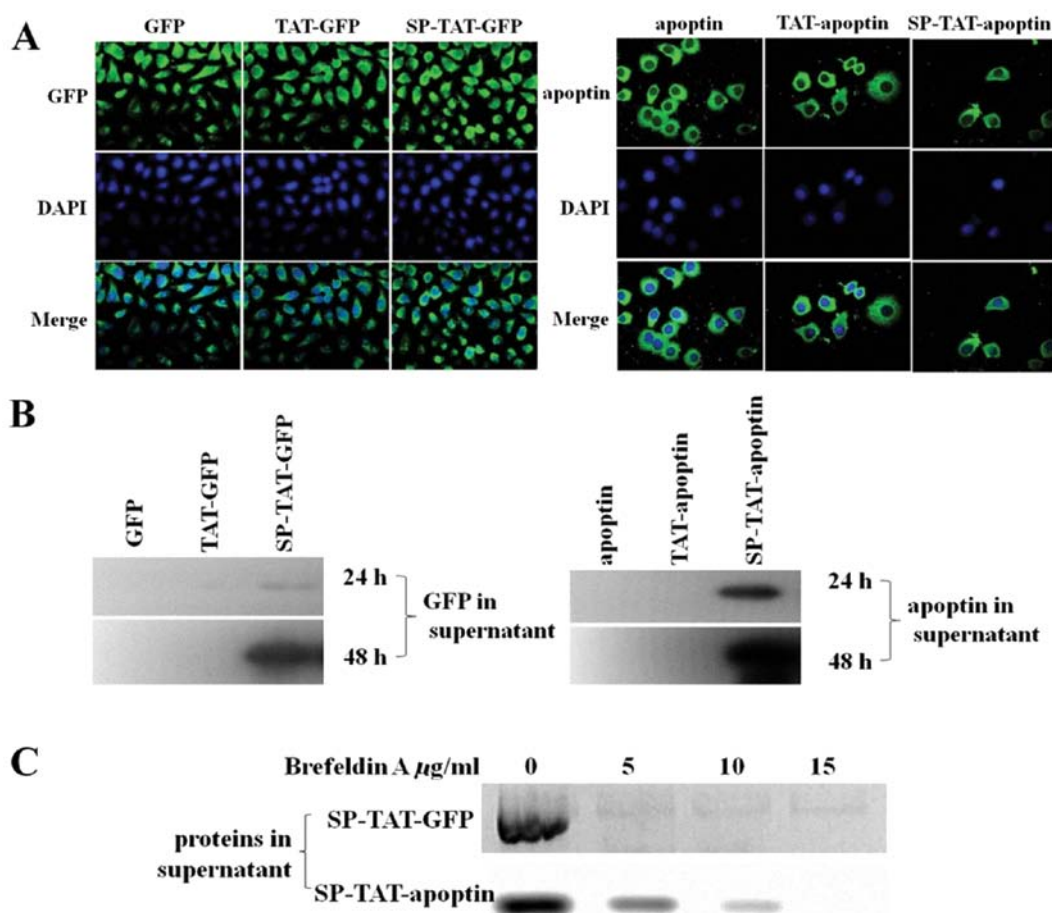 A
GFP TAT-GFP SP-TAT-GFP apoptin TAT-apoptin SP-TAT-apoptin
GFP apoptin
DAPI DAPI
Merge Merge
B
GFP TAT-GFP SP-TAT-GFP apoptin TAT-apoptin SP-TAT-apoptin
24 h 24 h
GFP in apoptin in
supernatant supernatant
48 h 48 h
C
Brefeldin A μg/ml 0 5 10 15
SP-TAT-GFP
proteins in
supernatant
SP-TAT-apoptin